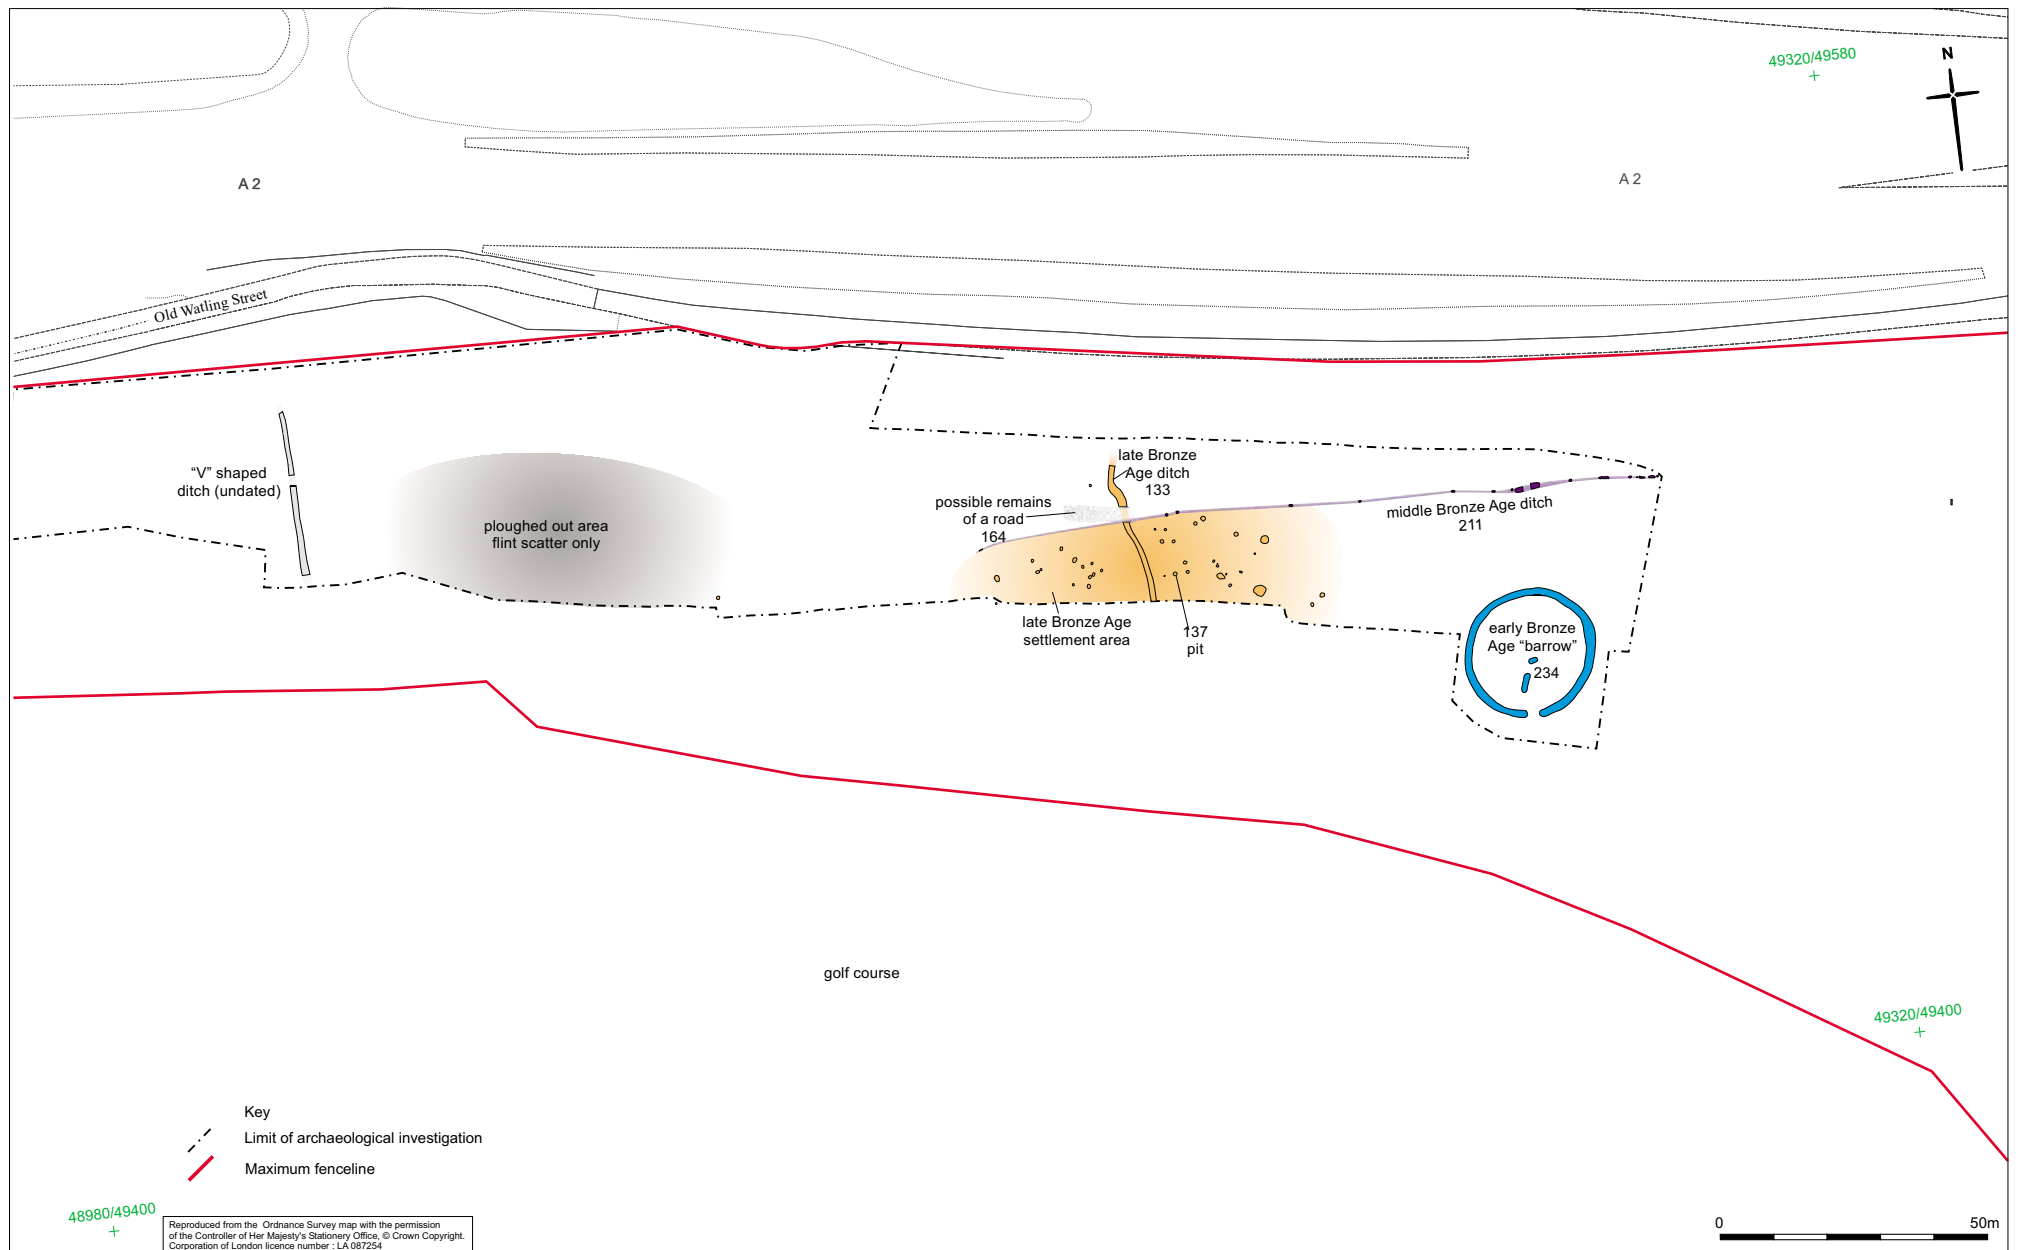 49320/49580
N
A 2
A 2
Old Watling Street
"V" shaped
ditch (undated)
ploughed out area
flint scatter only
late Bronze
Age ditch
133
possible remains
of a road
164
middle Bronze Age ditch
211
late Bronze Age
settlement area
137
pit
early Bronze
Age "barrow"
234
golf course
49320/49400
Key
Limit of archaeological investigation
Maximum fenceline
48980/49400
Reproduced from the Ordnance Survey map with the permission
of the Controller of Her Majesty's Stationery Office, © Crown Copyright.
Corporation of London licence number : LA 087254
0
50m